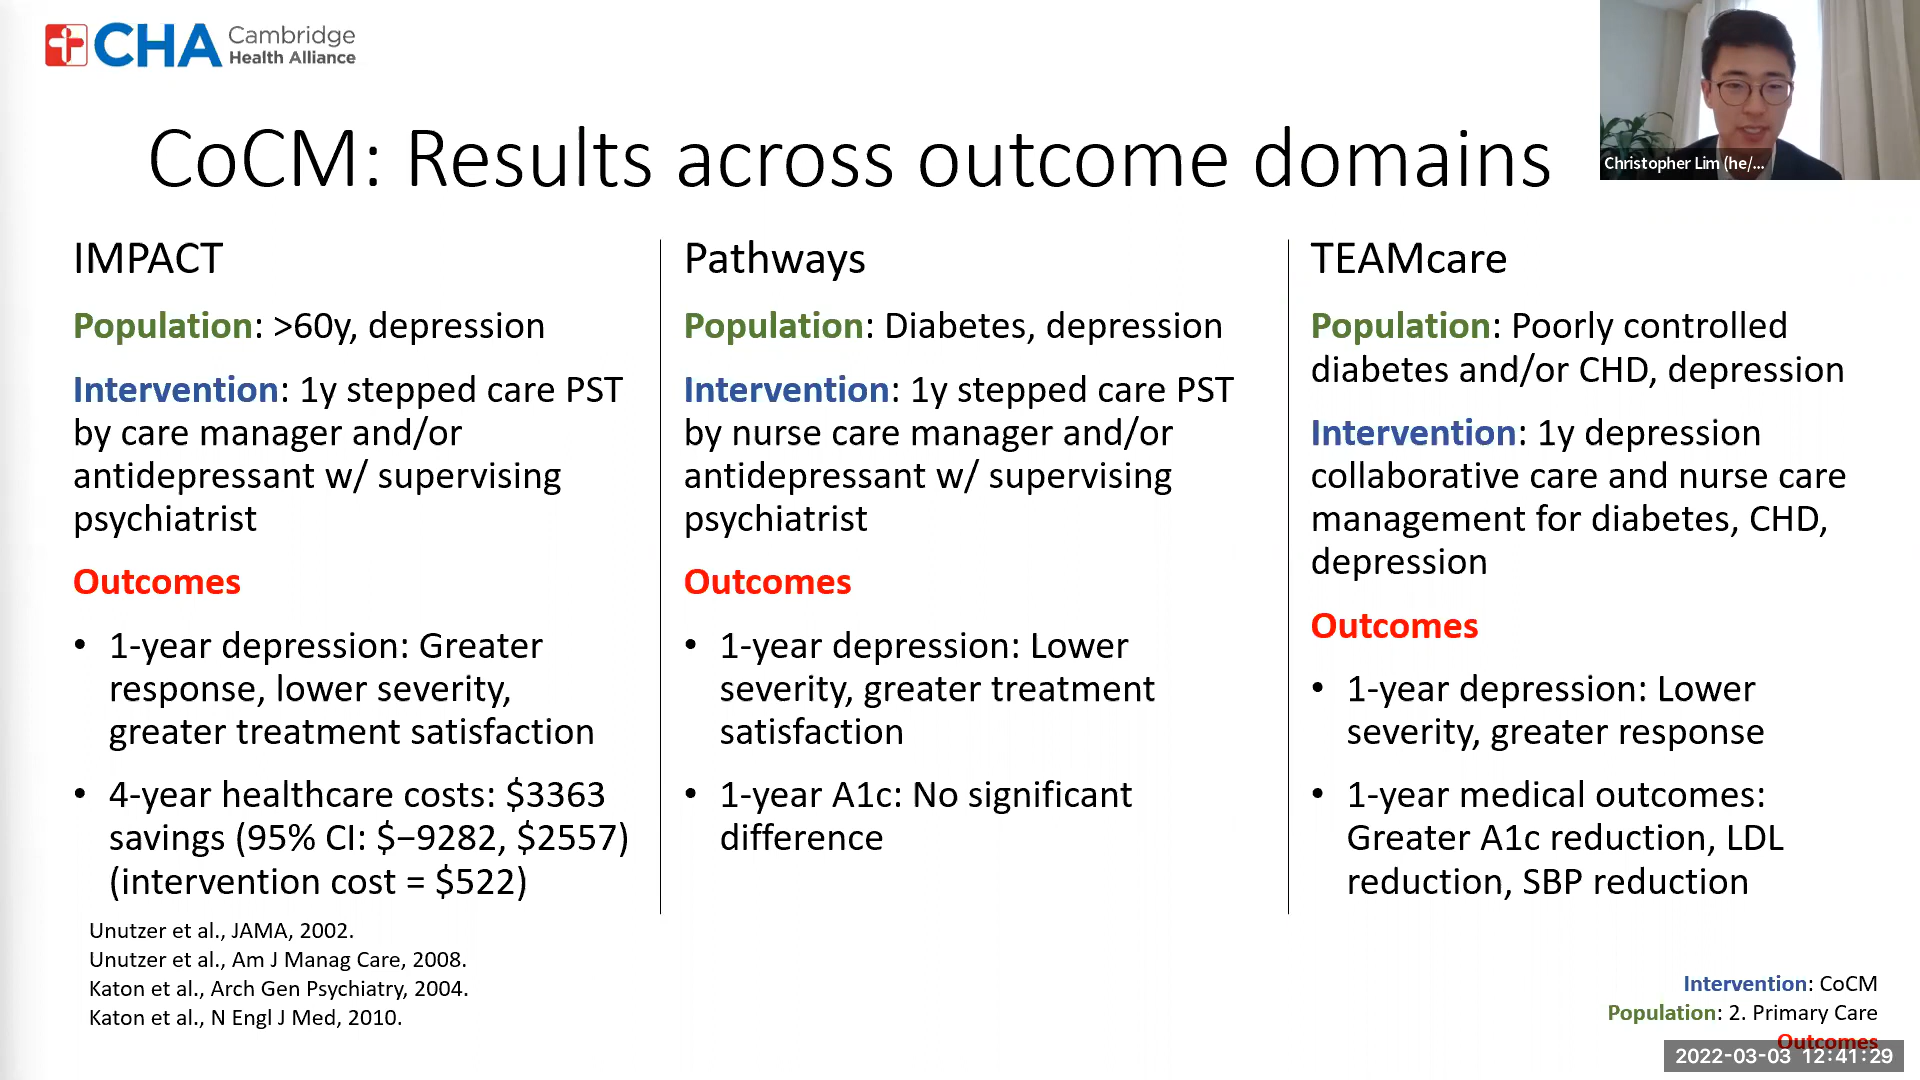 CHA Cambridge
Health Alliance
Christopher Lim (he/...
CoCM: Results across outcome domains
IMPACT
Population: >60y, depression
Intervention: 1y stepped care PST
by care manager and/or
antidepressant w/ supervising
psychiatrist
Outcomes
• 1-year depression: Greater
response, lower severity,
greater treatment satisfaction
• 4-year healthcare costs: $3363
savings (95% CI: $−9282, $2557)
(intervention cost = $522)
Pathways
Population: Diabetes, depression
Intervention: 1y stepped care PST
by nurse care manager and/or
antidepressant w/ supervising
psychiatrist
Outcomes
• 1-year depression: Lower
severity, greater treatment
satisfaction
• 1-year A1c: No significant
difference
TEAMcare
Population: Poorly controlled
diabetes and/or CHD, depression
Intervention: 1y depression
collaborative care and nurse care
management for diabetes, CHD,
depression
Outcomes
• 1-year depression: Lower
severity, greater response
• 1-year medical outcomes:
Greater A1c reduction, LDL
reduction, SBP reduction
Unutzer et al., JAMA, 2002.
Unutzer et al., Am J Manag Care, 2008.
Katon et al., Arch Gen Psychiatry, 2004.
Katon et al., N Engl J Med, 2010.
Intervention: CoCM
Population: 2. Primary Care
Outcomes
2022-03-03 12:41:29